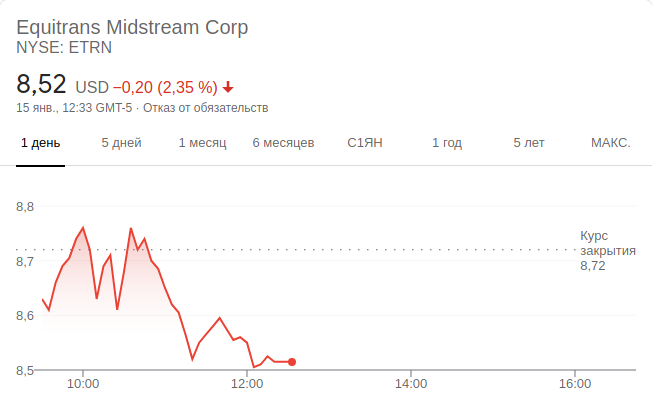 Equitrans Midstream Corp
NYSE: ETRN
8,52 USD −0,20 (2,35 %)
15 янв., 12:33 GMT-5 · Отказ от обязательств
1 день 5 дней 1 месяц 6 месяцев С1ЯН 1 год 5 лет МАКС.
8,8
Курс
закрытия
8,72
8,7
8,6
8,5
10:00 12:00 14:00 16:00